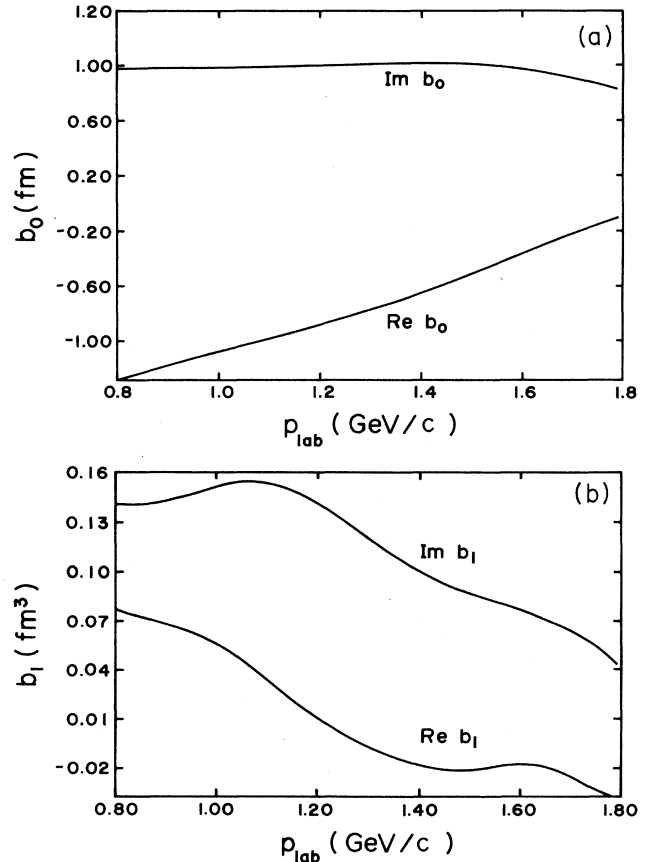 1.20
(a)
1.00
Im b₀
0.60
b₀ (fm)
0.20
-0.20
-0.60
Re b₀
-1.00
0.8 1.0 1.2 1.4 1.6 1.8
p_lab (GeV/c)
0.16
(b)
0.13
Im b₁
0.10
b₁ (fm³)
0.07
0.04
0.01
Re b₁
-0.02
0.80 1.00 1.20 1.40 1.60 1.80
p_lab (GeV/c)